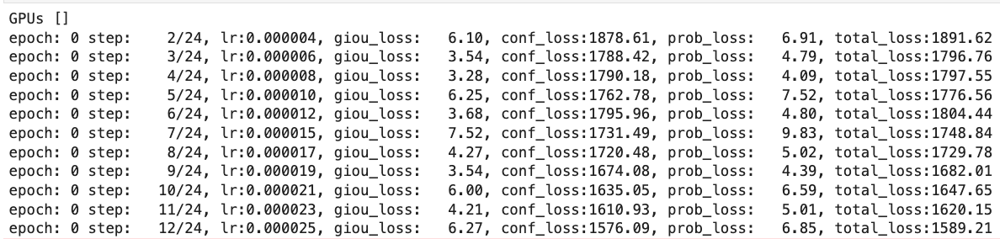 GPUs []
epoch: 0 step:    2/24, lr:0.000004, giou_loss:   6.10, conf_loss:1878.61, prob_loss:   6.91, total_loss:1891.62
epoch: 0 step:    3/24, lr:0.000006, giou_loss:   3.54, conf_loss:1788.42, prob_loss:   4.79, total_loss:1796.76
epoch: 0 step:    4/24, lr:0.000008, giou_loss:   3.28, conf_loss:1790.18, prob_loss:   4.09, total_loss:1797.55
epoch: 0 step:    5/24, lr:0.000010, giou_loss:   6.25, conf_loss:1762.78, prob_loss:   7.52, total_loss:1776.56
epoch: 0 step:    6/24, lr:0.000012, giou_loss:   3.68, conf_loss:1795.96, prob_loss:   4.80, total_loss:1804.44
epoch: 0 step:    7/24, lr:0.000015, giou_loss:   7.52, conf_loss:1731.49, prob_loss:   9.83, total_loss:1748.84
epoch: 0 step:    8/24, lr:0.000017, giou_loss:   4.27, conf_loss:1720.48, prob_loss:   5.02, total_loss:1729.78
epoch: 0 step:    9/24, lr:0.000019, giou_loss:   3.54, conf_loss:1674.08, prob_loss:   4.39, total_loss:1682.01
epoch: 0 step:   10/24, lr:0.000021, giou_loss:   6.00, conf_loss:1635.05, prob_loss:   6.59, total_loss:1647.65
epoch: 0 step:   11/24, lr:0.000023, giou_loss:   4.21, conf_loss:1610.93, prob_loss:   5.01, total_loss:1620.15
epoch: 0 step:   12/24, lr:0.000025, giou_loss:   6.27, conf_loss:1576.09, prob_loss:   6.85, total_loss:1589.21